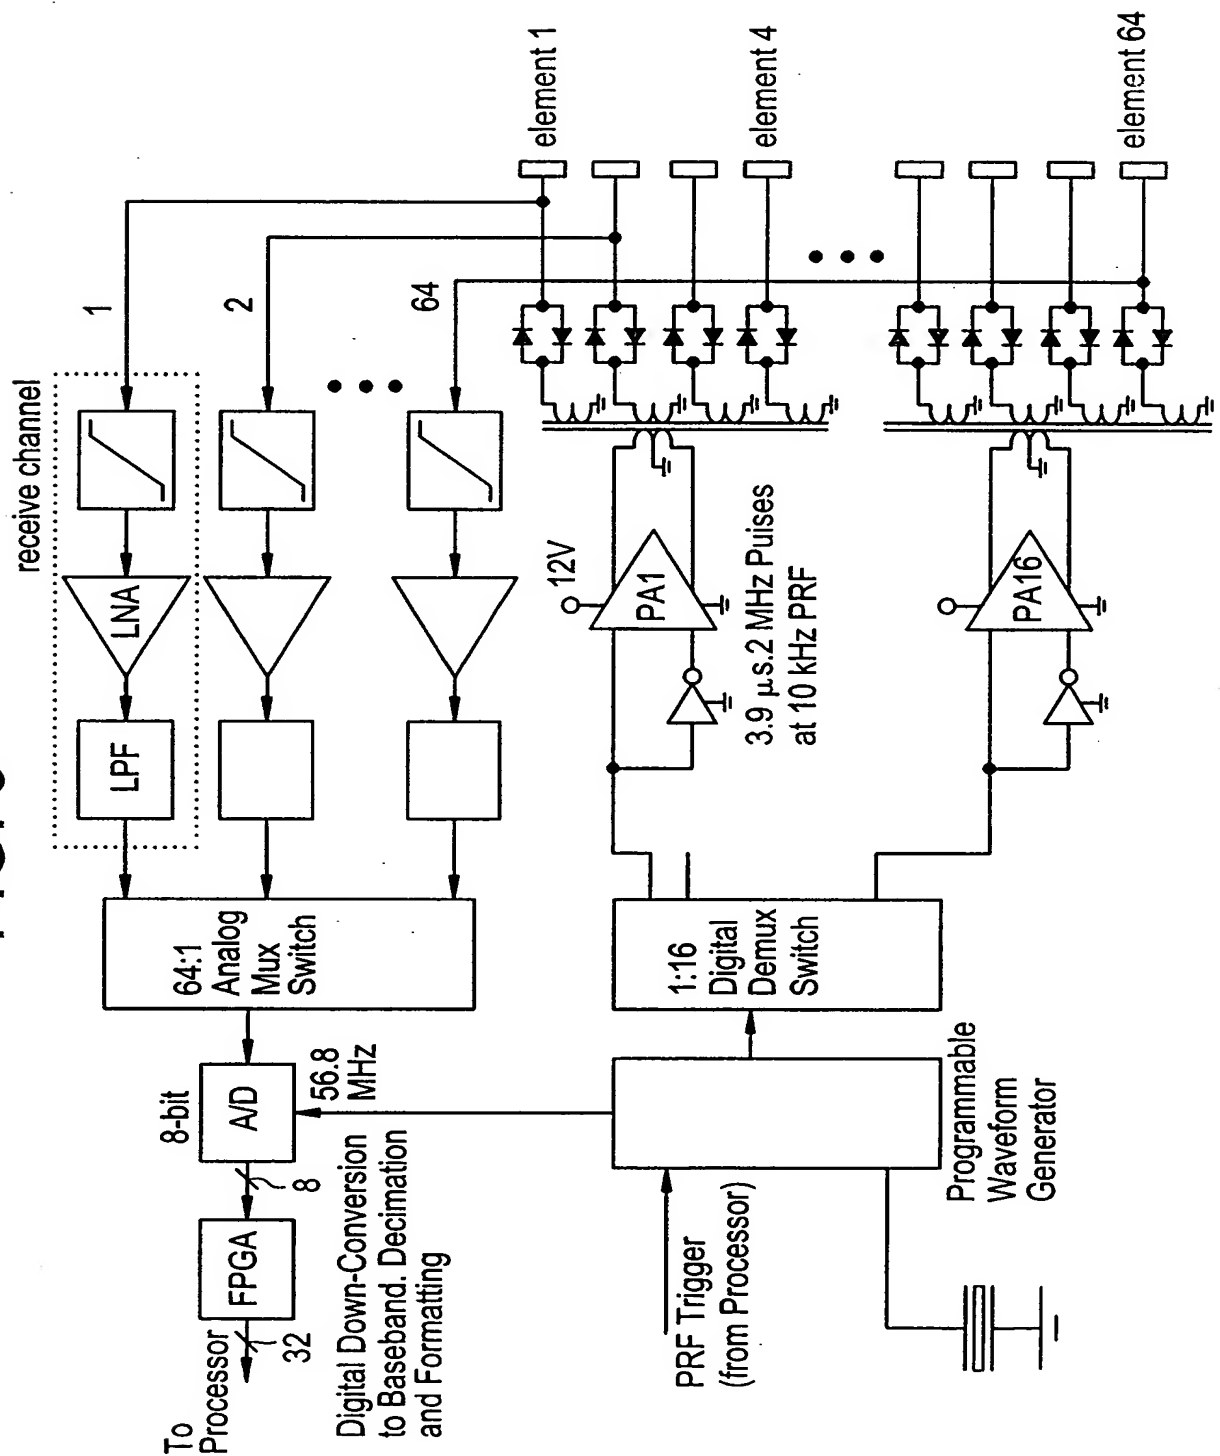 receive channel
1
2
64
LPF
LNA
64:1
Analog
Mux
Switch
8-bit
A/D
8
FPGA
32
To
Processor
56.8
MHz
Digital Down-Conversion
to Baseband. Decimation
and Formatting
element 1
element 4
element 64
12V
PA1
PA16
3.9 μs.2 MHz Puises
at 10 kHz PRF
1:16
Digital
Demux
Switch
Programmable
Waveform
Generator
PRF Trigger
(from Processor)